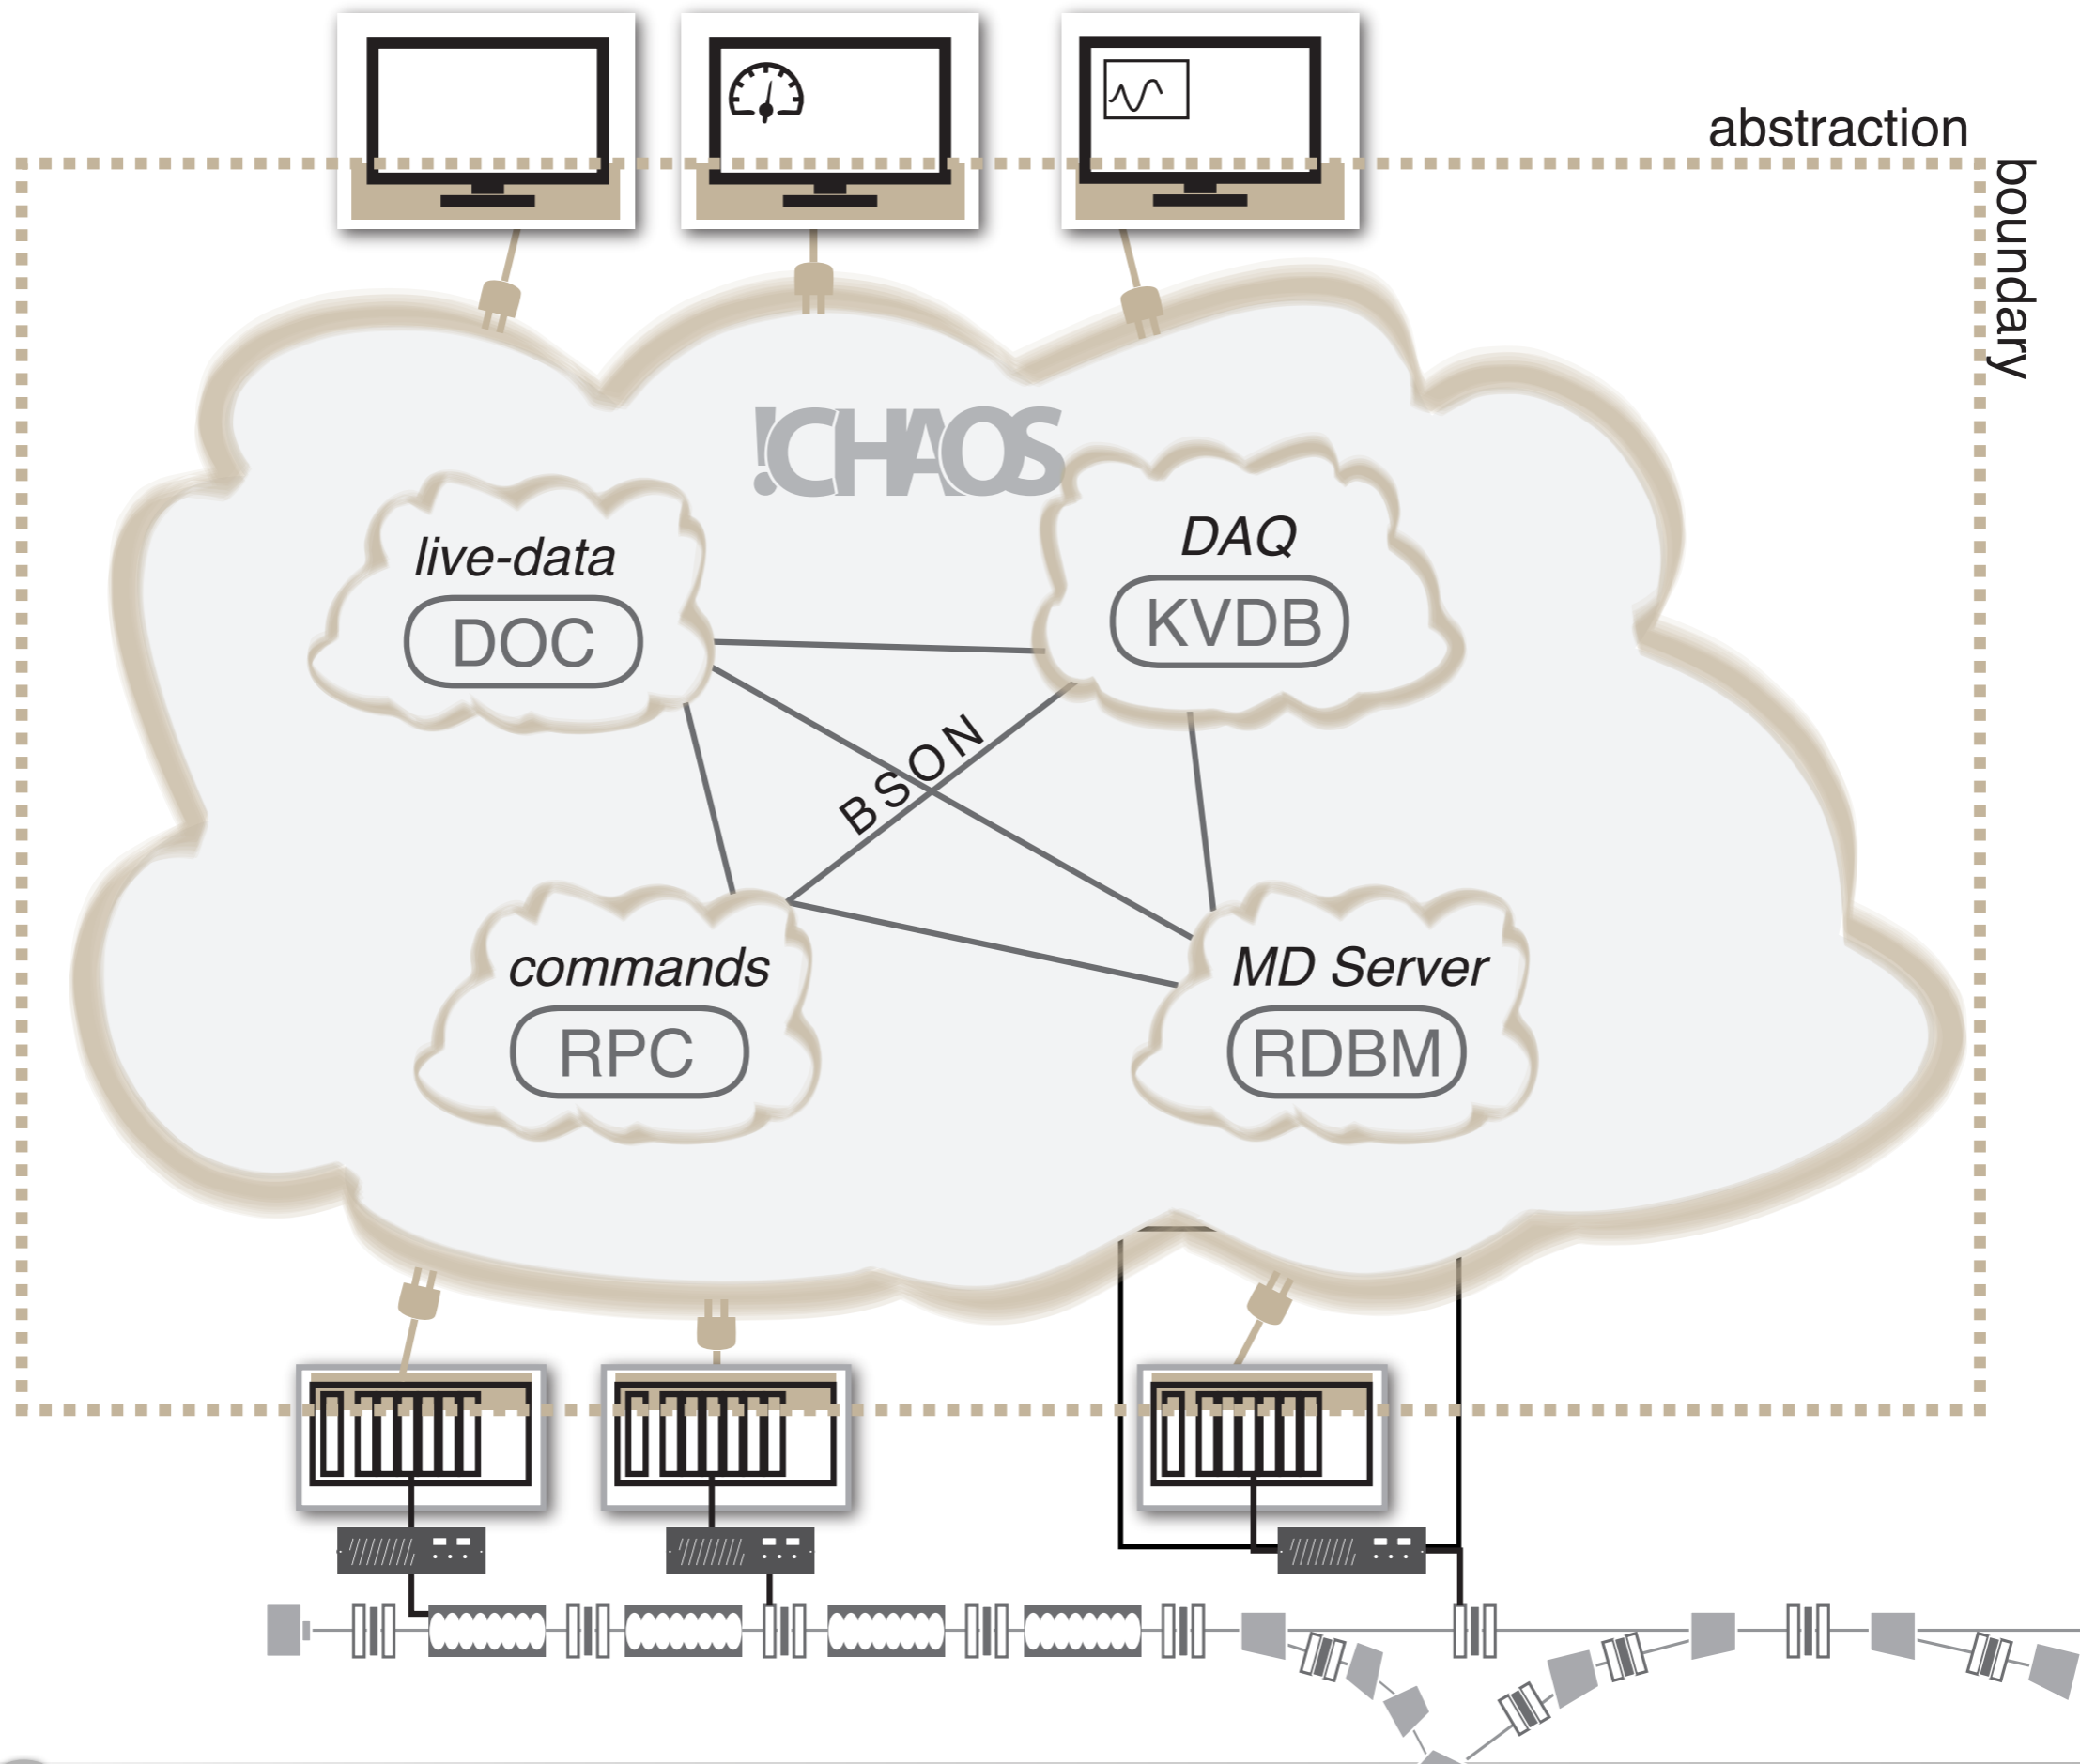 abstraction
boundary
!CHAOS
live-data
DOC
DAQ
KVDB
BSON
commands
RPC
MD Server
RDBM